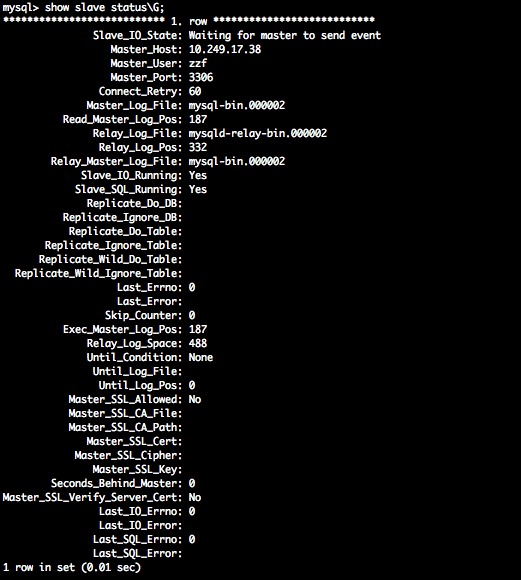 mysql> show slave status\G;
*************************** 1. row ***************************
Slave_IO_State: Waiting for master to send event
Master_Host: 10.249.17.38
Master_User: zzf
Master_Port: 3306
Connect_Retry: 60
Master_Log_File: mysql-bin.000002
Read_Master_Log_Pos: 187
Relay_Log_File: mysqld-relay-bin.000002
Relay_Log_Pos: 332
Relay_Master_Log_File: mysql-bin.000002
Slave_IO_Running: Yes
Slave_SQL_Running: Yes
Replicate_Do_DB:
Replicate_Ignore_DB:
Replicate_Do_Table:
Replicate_Ignore_Table:
Replicate_Wild_Do_Table:
Replicate_Wild_Ignore_Table:
Last_Errno: 0
Last_Error:
Skip_Counter: 0
Exec_Master_Log_Pos: 187
Relay_Log_Space: 488
Until_Condition: None
Until_Log_File:
Until_Log_Pos: 0
Master_SSL_Allowed: No
Master_SSL_CA_File:
Master_SSL_CA_Path:
Master_SSL_Cert:
Master_SSL_Cipher:
Master_SSL_Key:
Seconds_Behind_Master: 0
Master_SSL_Verify_Server_Cert: No
Last_IO_Errno: 0
Last_IO_Error:
Last_SQL_Errno: 0
Last_SQL_Error:
1 row in set (0.01 sec)